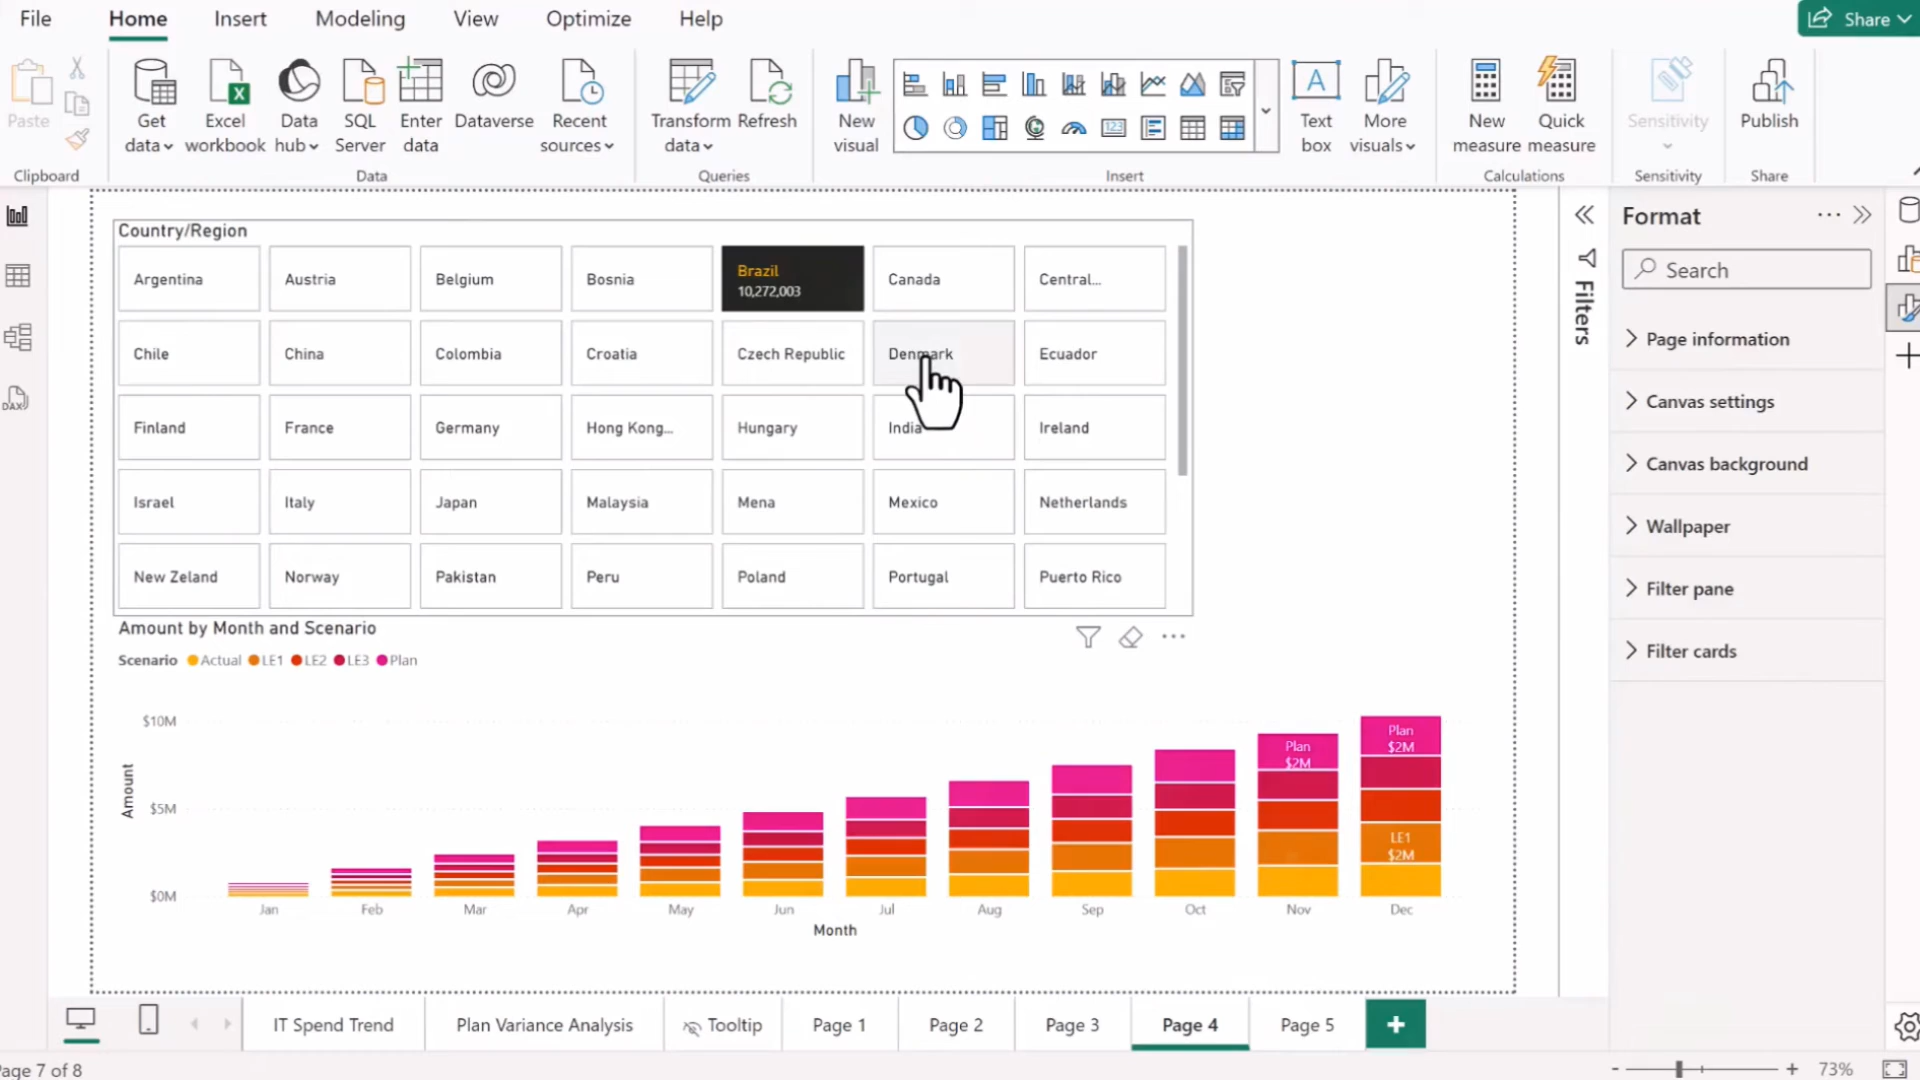 File Home Insert Modeling View Optimize Help
Share
Paste
Get data
Excel workbook
Data hub
SQL Server
Enter data
Dataverse
Recent sources
Transform data
Refresh
New visual
Text box
More visuals
New measure
Quick measure
Sensitivity
Publish
Clipboard
Data
Queries
Insert
Calculations
Sensitivity
Share
DAX
Country/Region
Argentina Austria Belgium Bosnia Brazil Canada Central...
10,272,003
Chile China Colombia Croatia Czech Republic Denmark Ecuador
Finland France Germany Hong Kong... Hungary India Ireland
Israel Italy Japan Malaysia Mena Mexico Netherlands
New Zeland Norway Pakistan Peru Poland Portugal Puerto Rico
Amount by Month and Scenario
Scenario Actual LE1 LE2 LE3 Plan
$10M
$5M
$0M
Amount
Plan
$2M
Plan
$2M
LE1
$2M
Jan Feb Mar Apr May Jun Jul Aug Sep Oct Nov Dec
Month
Filters
Format
Search
Page information
Canvas settings
Canvas background
Wallpaper
Filter pane
Filter cards
IT Spend Trend Plan Variance Analysis Tooltip Page 1 Page 2 Page 3 Page 4 Page 5
age 7 of 8
73%